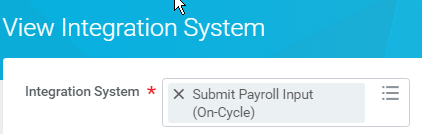 View Integration System
Integration System *
× Submit Payroll Input
(On-Cycle)